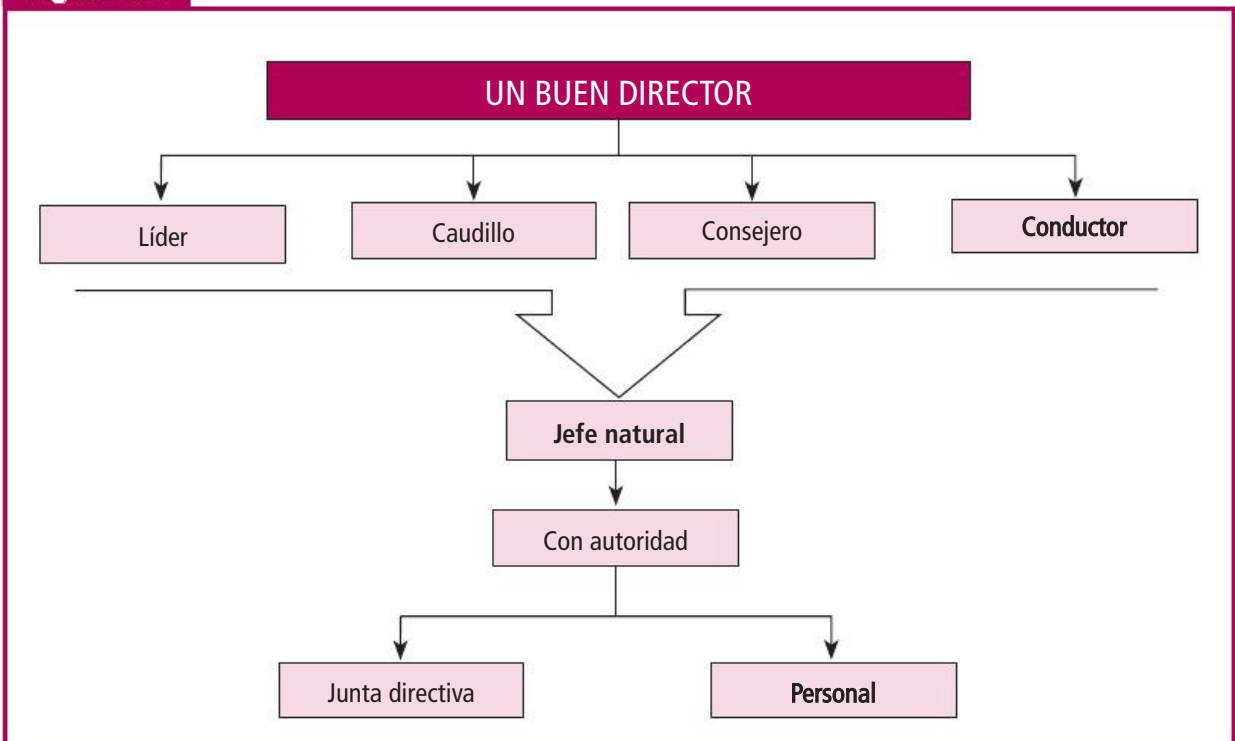 UN BUEN DIRECTOR
Líder
Caudillo
Consejero
Conductor
Jefe natural
Con autoridad
Junta directiva
Personal